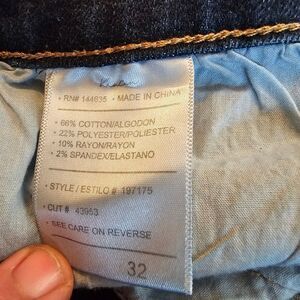 • RN# 144635 • MADE IN CHINA
• 66% COTTON/ALGODON
• 22% POLYESTER/POLIESTER
• 10% RAYON/RAYON
• 2% SPANDEX/ELASTANO
• STYLE / ESTILO # 197175
• CUT # 43953
• SEE CARE ON REVERSE
32